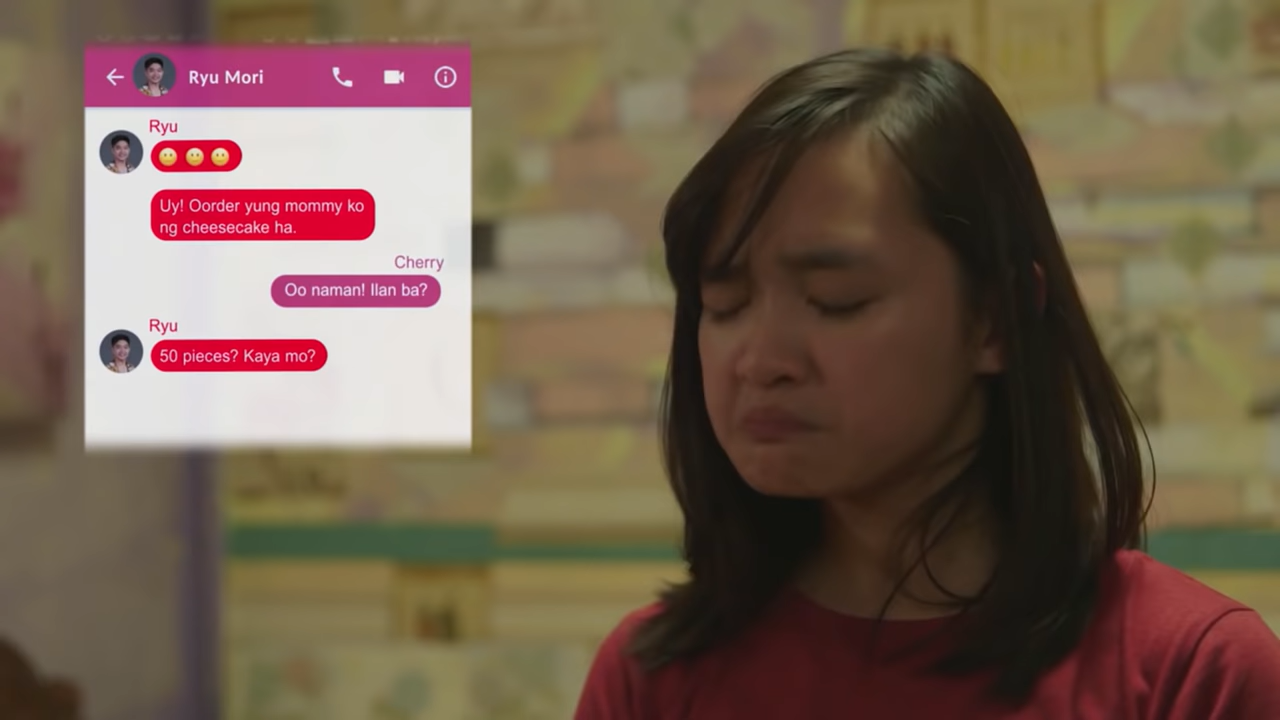 Ryu Mori
Ryu
Uy! Oorder yung mommy ko
ng cheesecake ha.
Cherry
Oo naman! Ilan ba?
Ryu
50 pieces? Kaya mo?